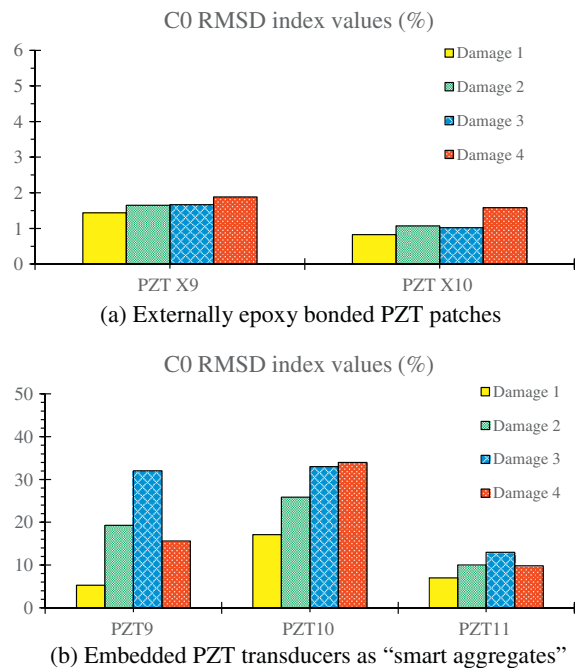 C0 RMSD index values (%)
6
5
4
3
2
1
0
Damage 1
Damage 2
Damage 3
Damage 4
PZT X9
PZT X10
(a) Externally epoxy bonded PZT patches
C0 RMSD index values (%)
50
40
30
20
10
0
Damage 1
Damage 2
Damage 3
Damage 4
PZT9
PZT10
PZT11
(b) Embedded PZT transducers as “smart aggregates”